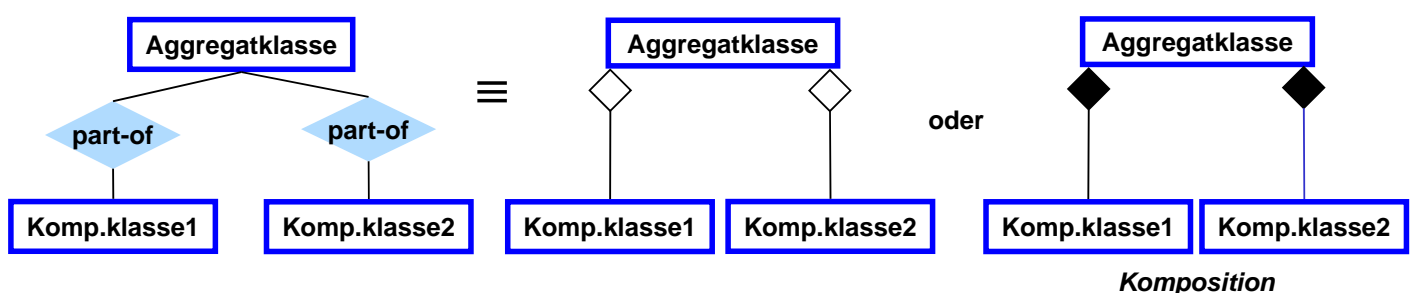 Aggregatklasse
Aggregatklasse
Aggregatklasse
≡
part-of
part-of
oder
Komp.klasse1
Komp.klasse2
Komp.klasse1
Komp.klasse2
Komp.klasse1
Komp.klasse2
Komposition